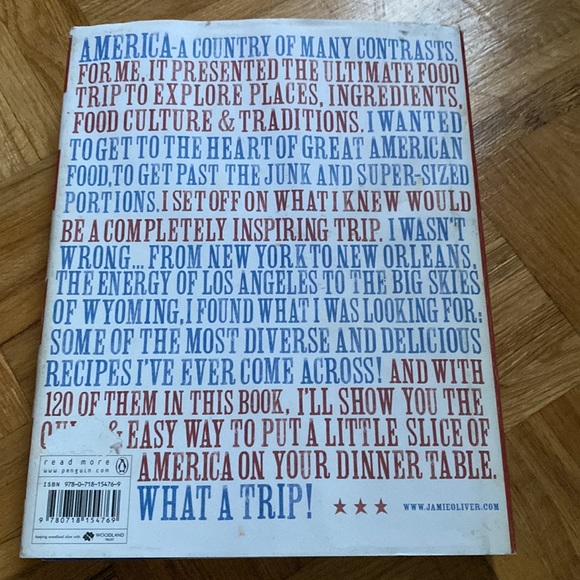 AMERICA-A COUNTRY OF MANY CONTRASTS.
FOR ME, IT PRESENTED THE ULTIMATE FOOD
TRIP TO EXPLORE PLACES, INGREDIENTS,
FOOD CULTURE & TRADITIONS. I WANTED
TO GET TO THE HEART OF GREAT AMERICAN
FOOD, TO GET PAST THE JUNK AND SUPER-SIZED
PORTIONS. I SET OFF ON WHAT I KNEW WOULD
BE A COMPLETELY INSPIRING TRIP. I WASN'T
WRONG... FROM NEW YORK TO NEW ORLEANS,
THE ENERGY OF LOS ANGELES TO THE BIG SKIES
OF WYOMING, I FOUND WHAT I WAS LOOKING FOR:
SOME OF THE MOST DIVERSE AND DELICIOUS
RECIPES I'VE EVER COME ACROSS! AND WITH
120 OF THEM IN THIS BOOK, I'LL SHOW YOU THE
& EASY WAY TO PUT A LITTLE SLICE OF
AMERICA ON YOUR DINNER TABLE.
WHAT A TRIP! ★ ★ ★ WWW.JAMIEOLIVER.COM
read more
www.penguin.com
ISBN 978-0-718-15476-9
9 780718 154769
keeping woodland alive with WOODLAND
TRUST